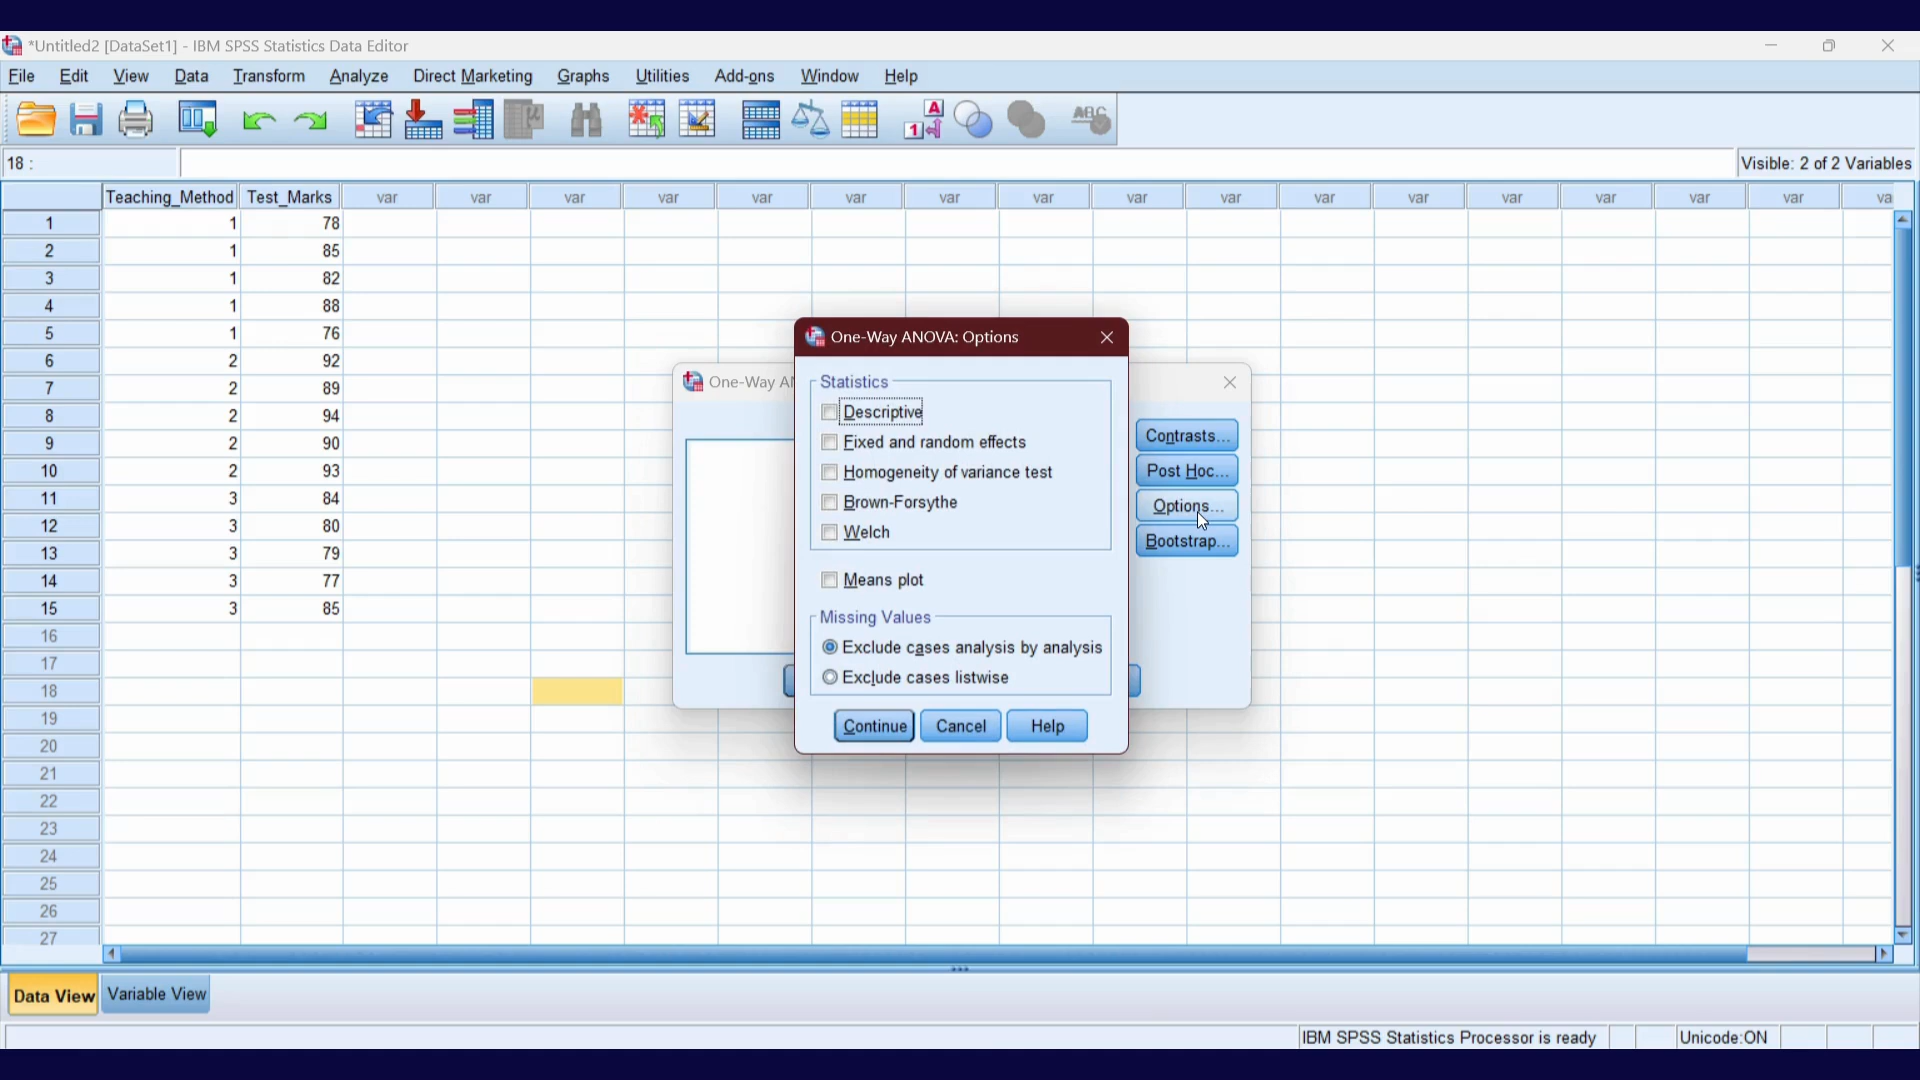 *Untitled2 [DataSet1] - IBM SPSS Statistics Data Editor
File Edit View Data Transform Analyze Direct Marketing Graphs Utilities Add-ons Window Help
18 :
Visible: 2 of 2 Variables
Teaching_Method Test_Marks var var var var var var var var var var var var var var var var va
1 1 78
2 1 85
3 1 82
4 1 88
5 1 76
6 2 92
7 2 89
8 2 94
9 2 90
10 2 93
11 3 84
12 3 80
13 3 79
14 3 77
15 3 85
16
17
18
19
20
21
22
23
24
25
26
27
One-Way AN
Contrasts...
Post Hoc...
Options...
Bootstrap...
One-Way ANOVA: Options
Statistics
Descriptive
Fixed and random effects
Homogeneity of variance test
Brown-Forsythe
Welch
Means plot
Missing Values
Exclude cases analysis by analysis
Exclude cases listwise
Continue Cancel Help
Data View Variable View
IBM SPSS Statistics Processor is ready Unicode:ON